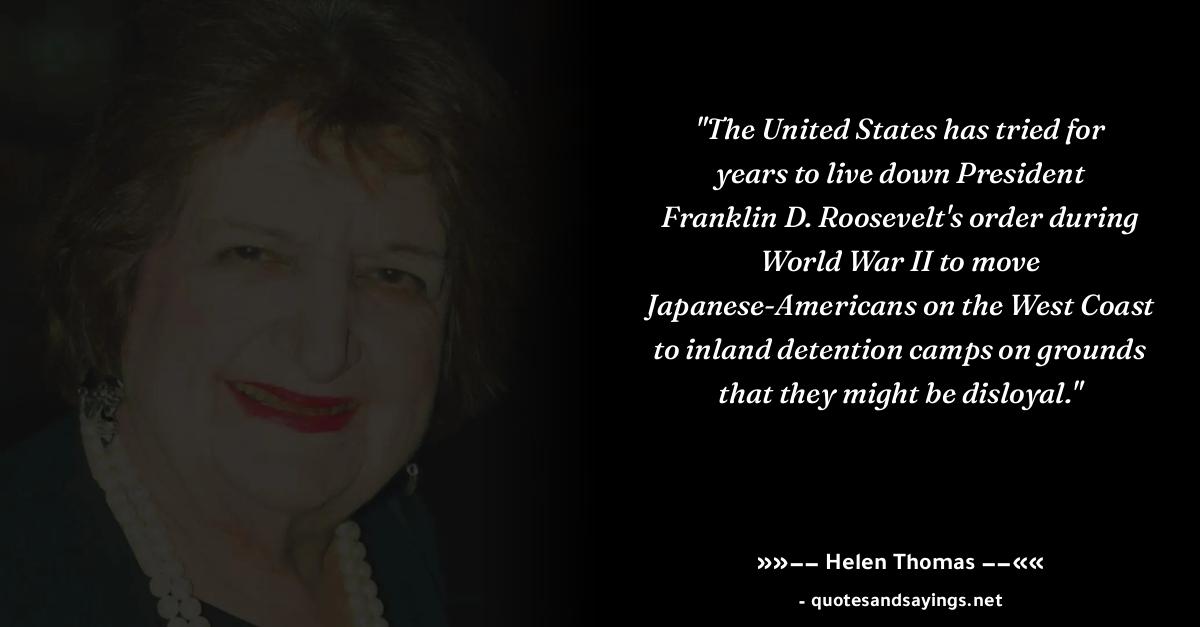 "The United States has tried for
years to live down President
Franklin D. Roosevelt's order during
World War II to move
Japanese-Americans on the West Coast
to inland detention camps on grounds
that they might be disloyal."
»»–– Helen Thomas ––««
- quotesandsayings.net